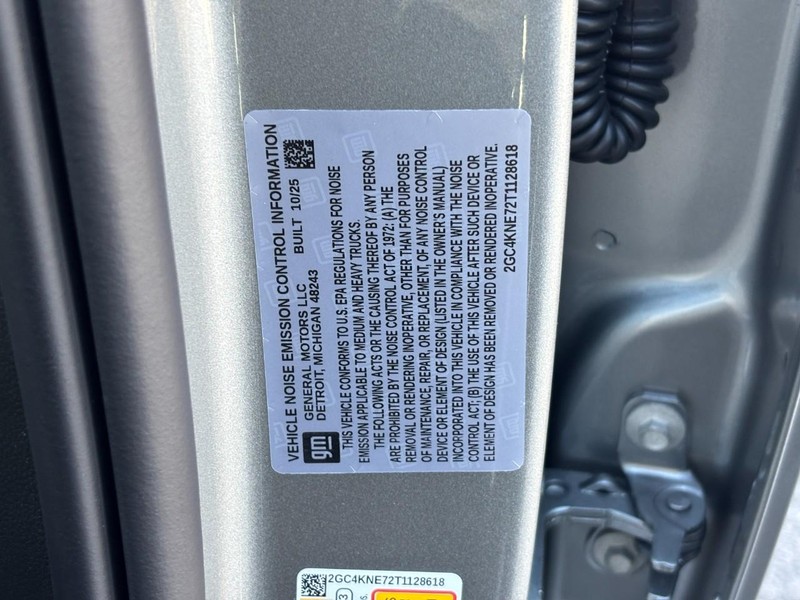 VEHICLE NOISE EMISSION CONTROL INFORMATION
gm
GENERAL MOTORS LLC
DETROIT, MICHIGAN 48243
BUILT 10/25
THIS VEHICLE CONFORMS TO U.S. EPA REGULATIONS FOR NOISE
EMISSION APPLICABLE TO MEDIUM AND HEAVY TRUCKS.
THE FOLLOWING ACTS OR THE CAUSING THEREOF BY ANY PERSON
ARE PROHIBITED BY THE NOISE CONTROL ACT OF 1972: (A) THE
REMOVAL OR RENDERING INOPERATIVE, OTHER THAN FOR PURPOSES
OF MAINTENANCE, REPAIR, OR REPLACEMENT, OF ANY NOISE CONTROL
DEVICE OR ELEMENT OF DESIGN (LISTED IN THE OWNER'S MANUAL)
INCORPORATED INTO THIS VEHICLE IN COMPLIANCE WITH THE NOISE
CONTROL ACT, (B) THE USE OF THIS VEHICLE AFTER SUCH DEVICE OR
ELEMENT OF DESIGN HAS BEEN REMOVED OR RENDERED INOPERATIVE.
2GC4KNE72T1128618
2GC4KNE72T1128618